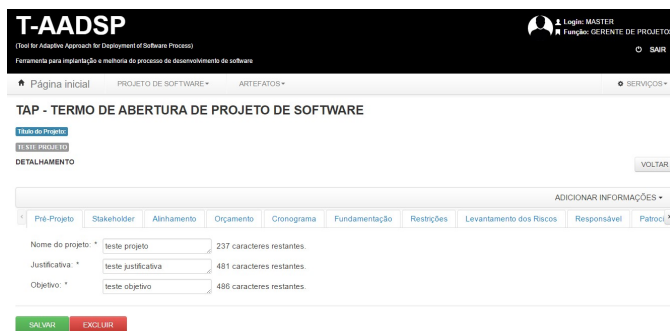 T-AADSP
(Tool for Adaptive Approach for Deployment of Software Process)
Ferramenta para implantação e melhoria do processo de desenvolvimento de software
Login: MASTER
Função: GERENTE DE PROJETOS
SAIR
Página inicial PROJETO DE SOFTWARE ARTEFATOS SERVIÇOS
TAP - TERMO DE ABERTURA DE PROJETO DE SOFTWARE
Título do Projeto:
TESTE PROJETO
DETALHAMENTO
VOLTAR
ADICIONAR INFORMAÇÕES
Pré-Projeto Stakeholder Alinhamento Orçamento Cronograma Fundamentação Restrições Levantamento dos Riscos Responsável Patroci
Nome do projeto: * teste projeto 237 caracteres restantes.
Justificativa: * teste justificativa 481 caracteres restantes.
Objetivo: * teste objetivo 486 caracteres restantes.
SALVAR EXCLUIR